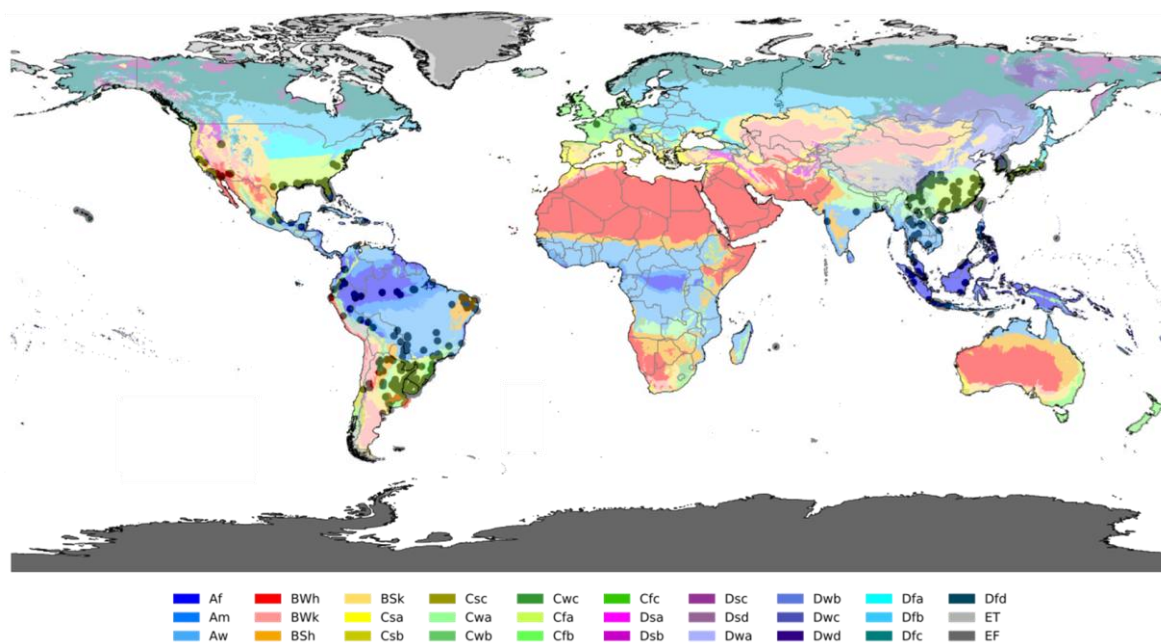 Af BWh BSk Csc Cwc Cfc Dsc Dwb Dfa Dfd
Am BWk Csa Cwa Cfa Dsa Dsd Dwc Dfb ET
Aw BSh Csb Cwb Cfb Dsb Dwa Dwd Dfc EF